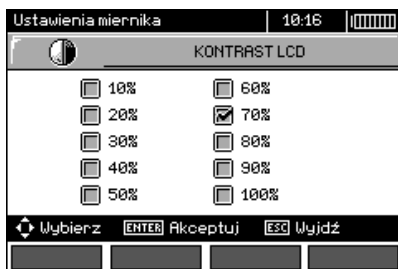 Ustawienia miernika 10:16
KONTRAST LCD
10% 60%
20% 70%
30% 80%
40% 90%
50% 100%
Wybierz ENTER Akceptuj ESC Wyjdź